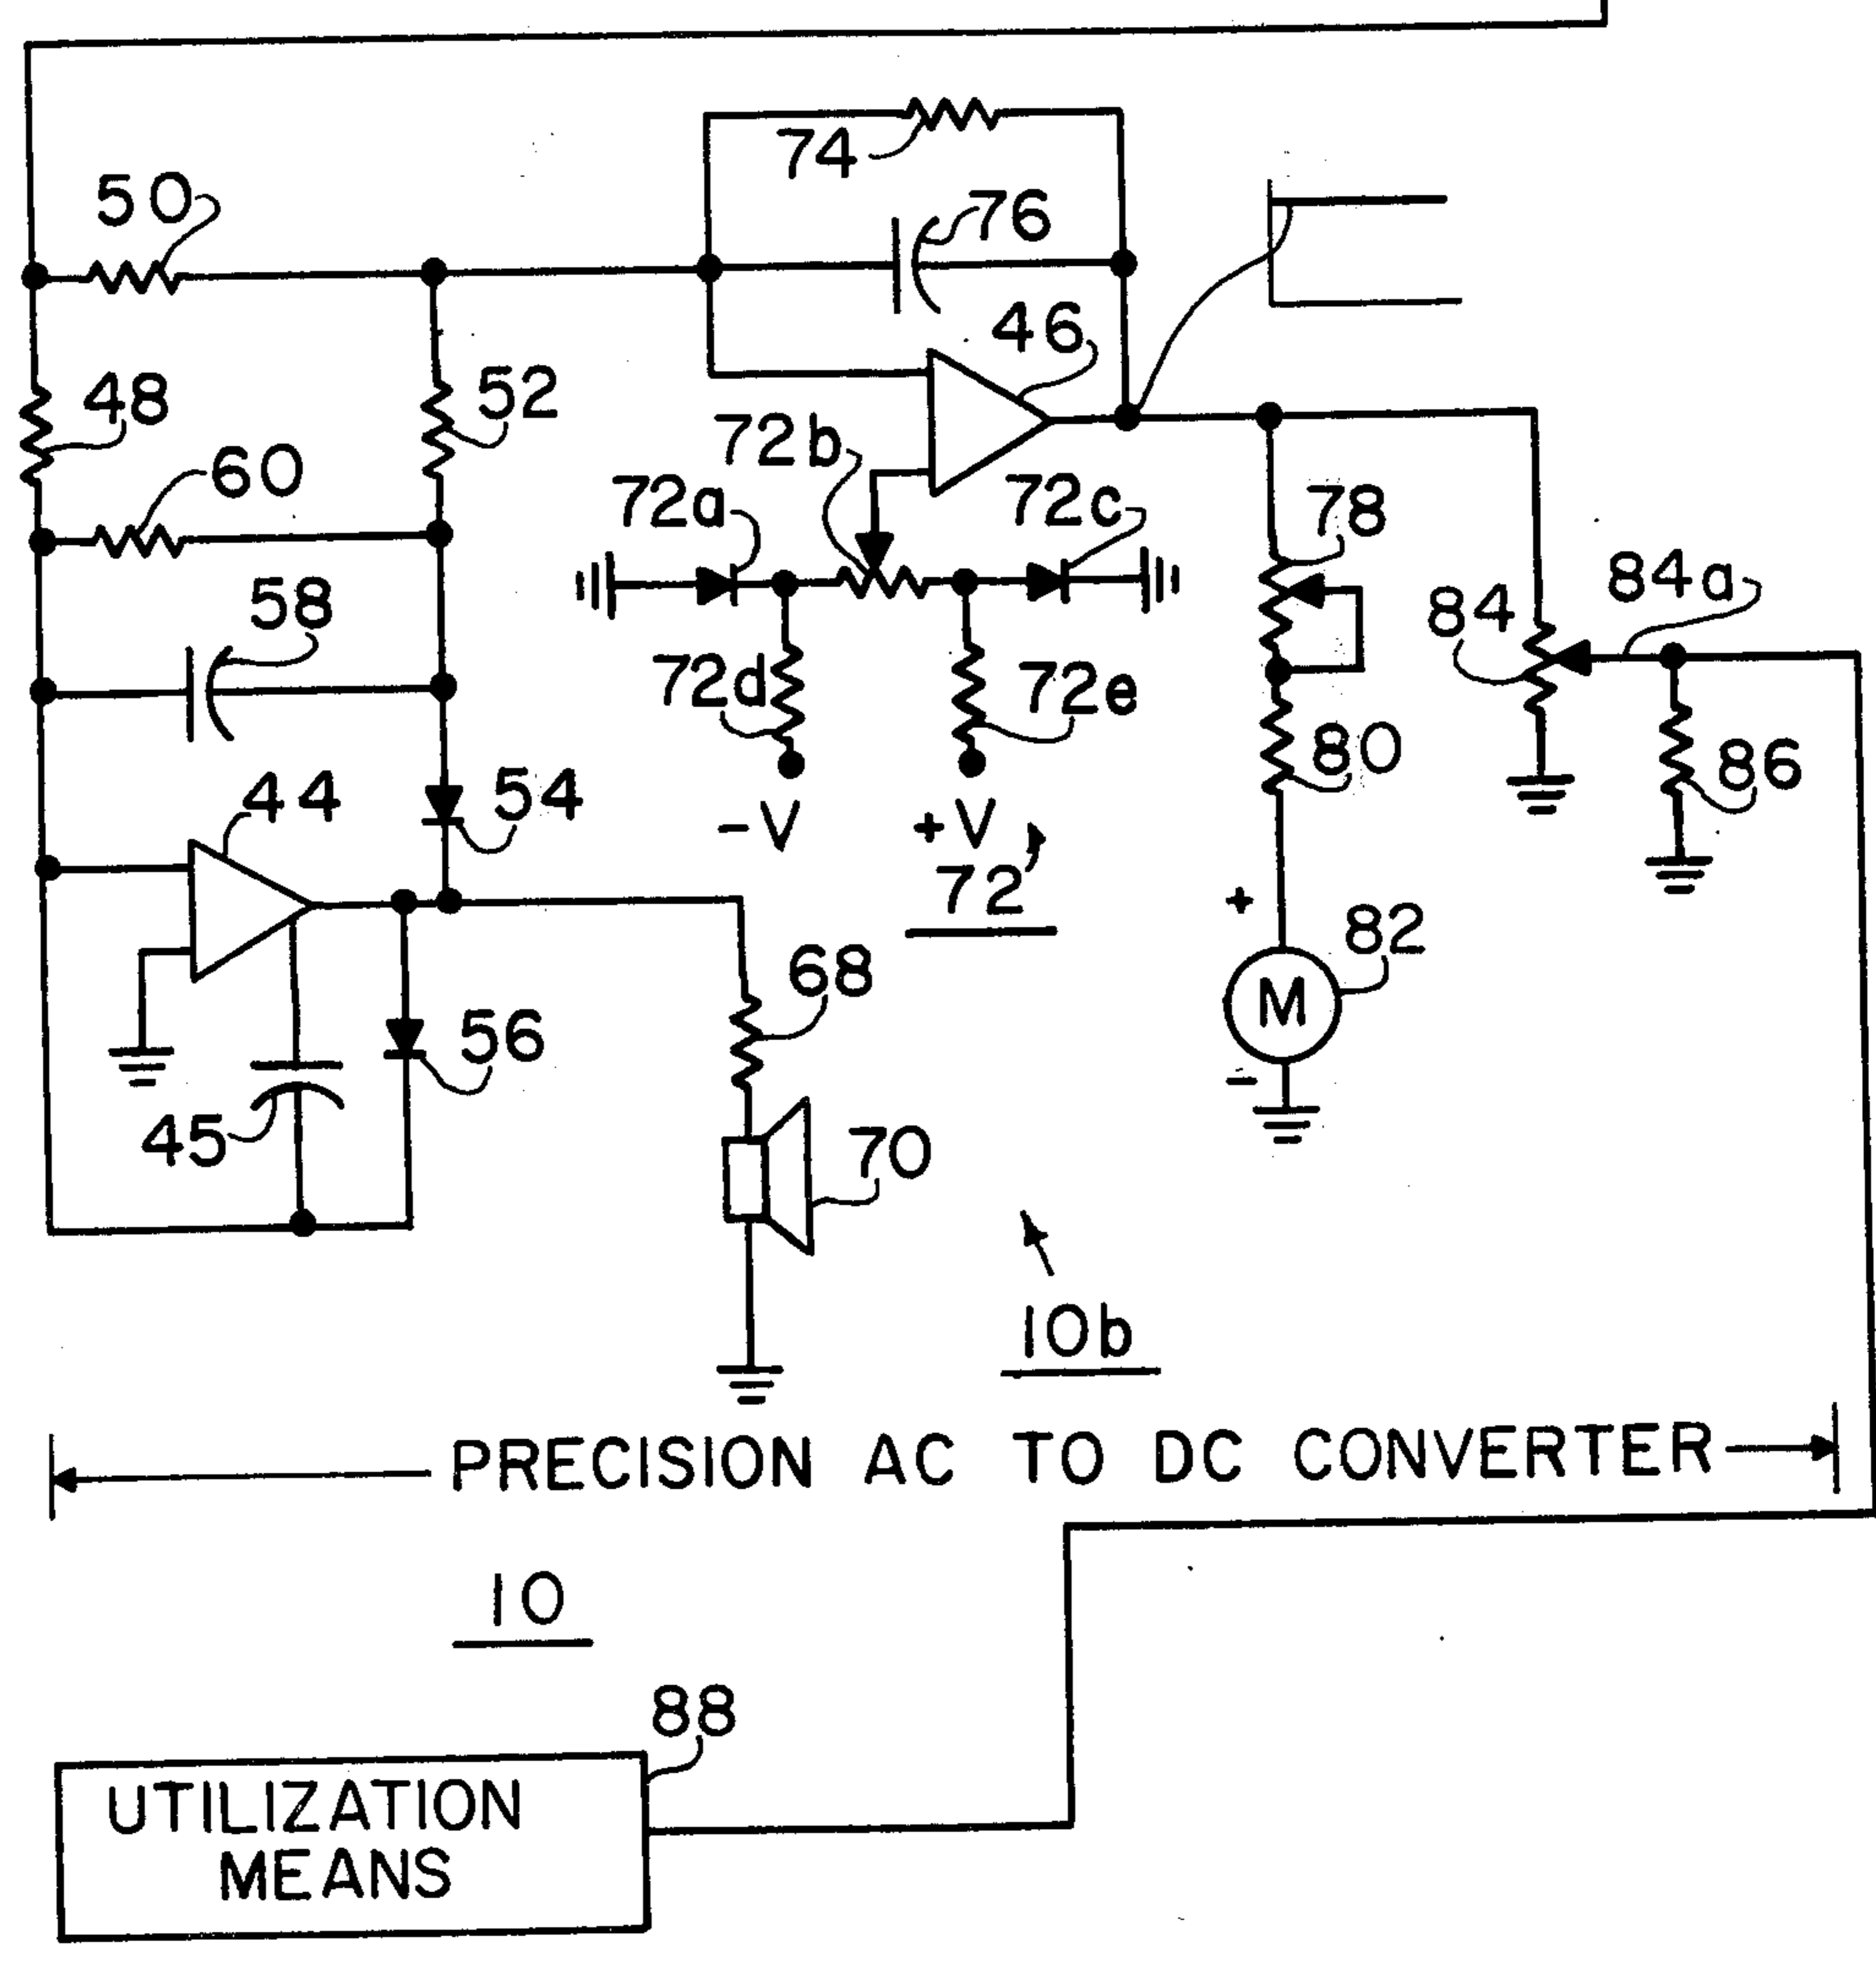 50
74
76
46
48
52
60
72b
72a
72c
78
58
84
84a
72d
72e
80
86
44
54
-V
+V
72
+
82
68
M
56
-
45
70
10b
PRECISION AC TO DC CONVERTER
10
88
UTILIZATION
MEANS